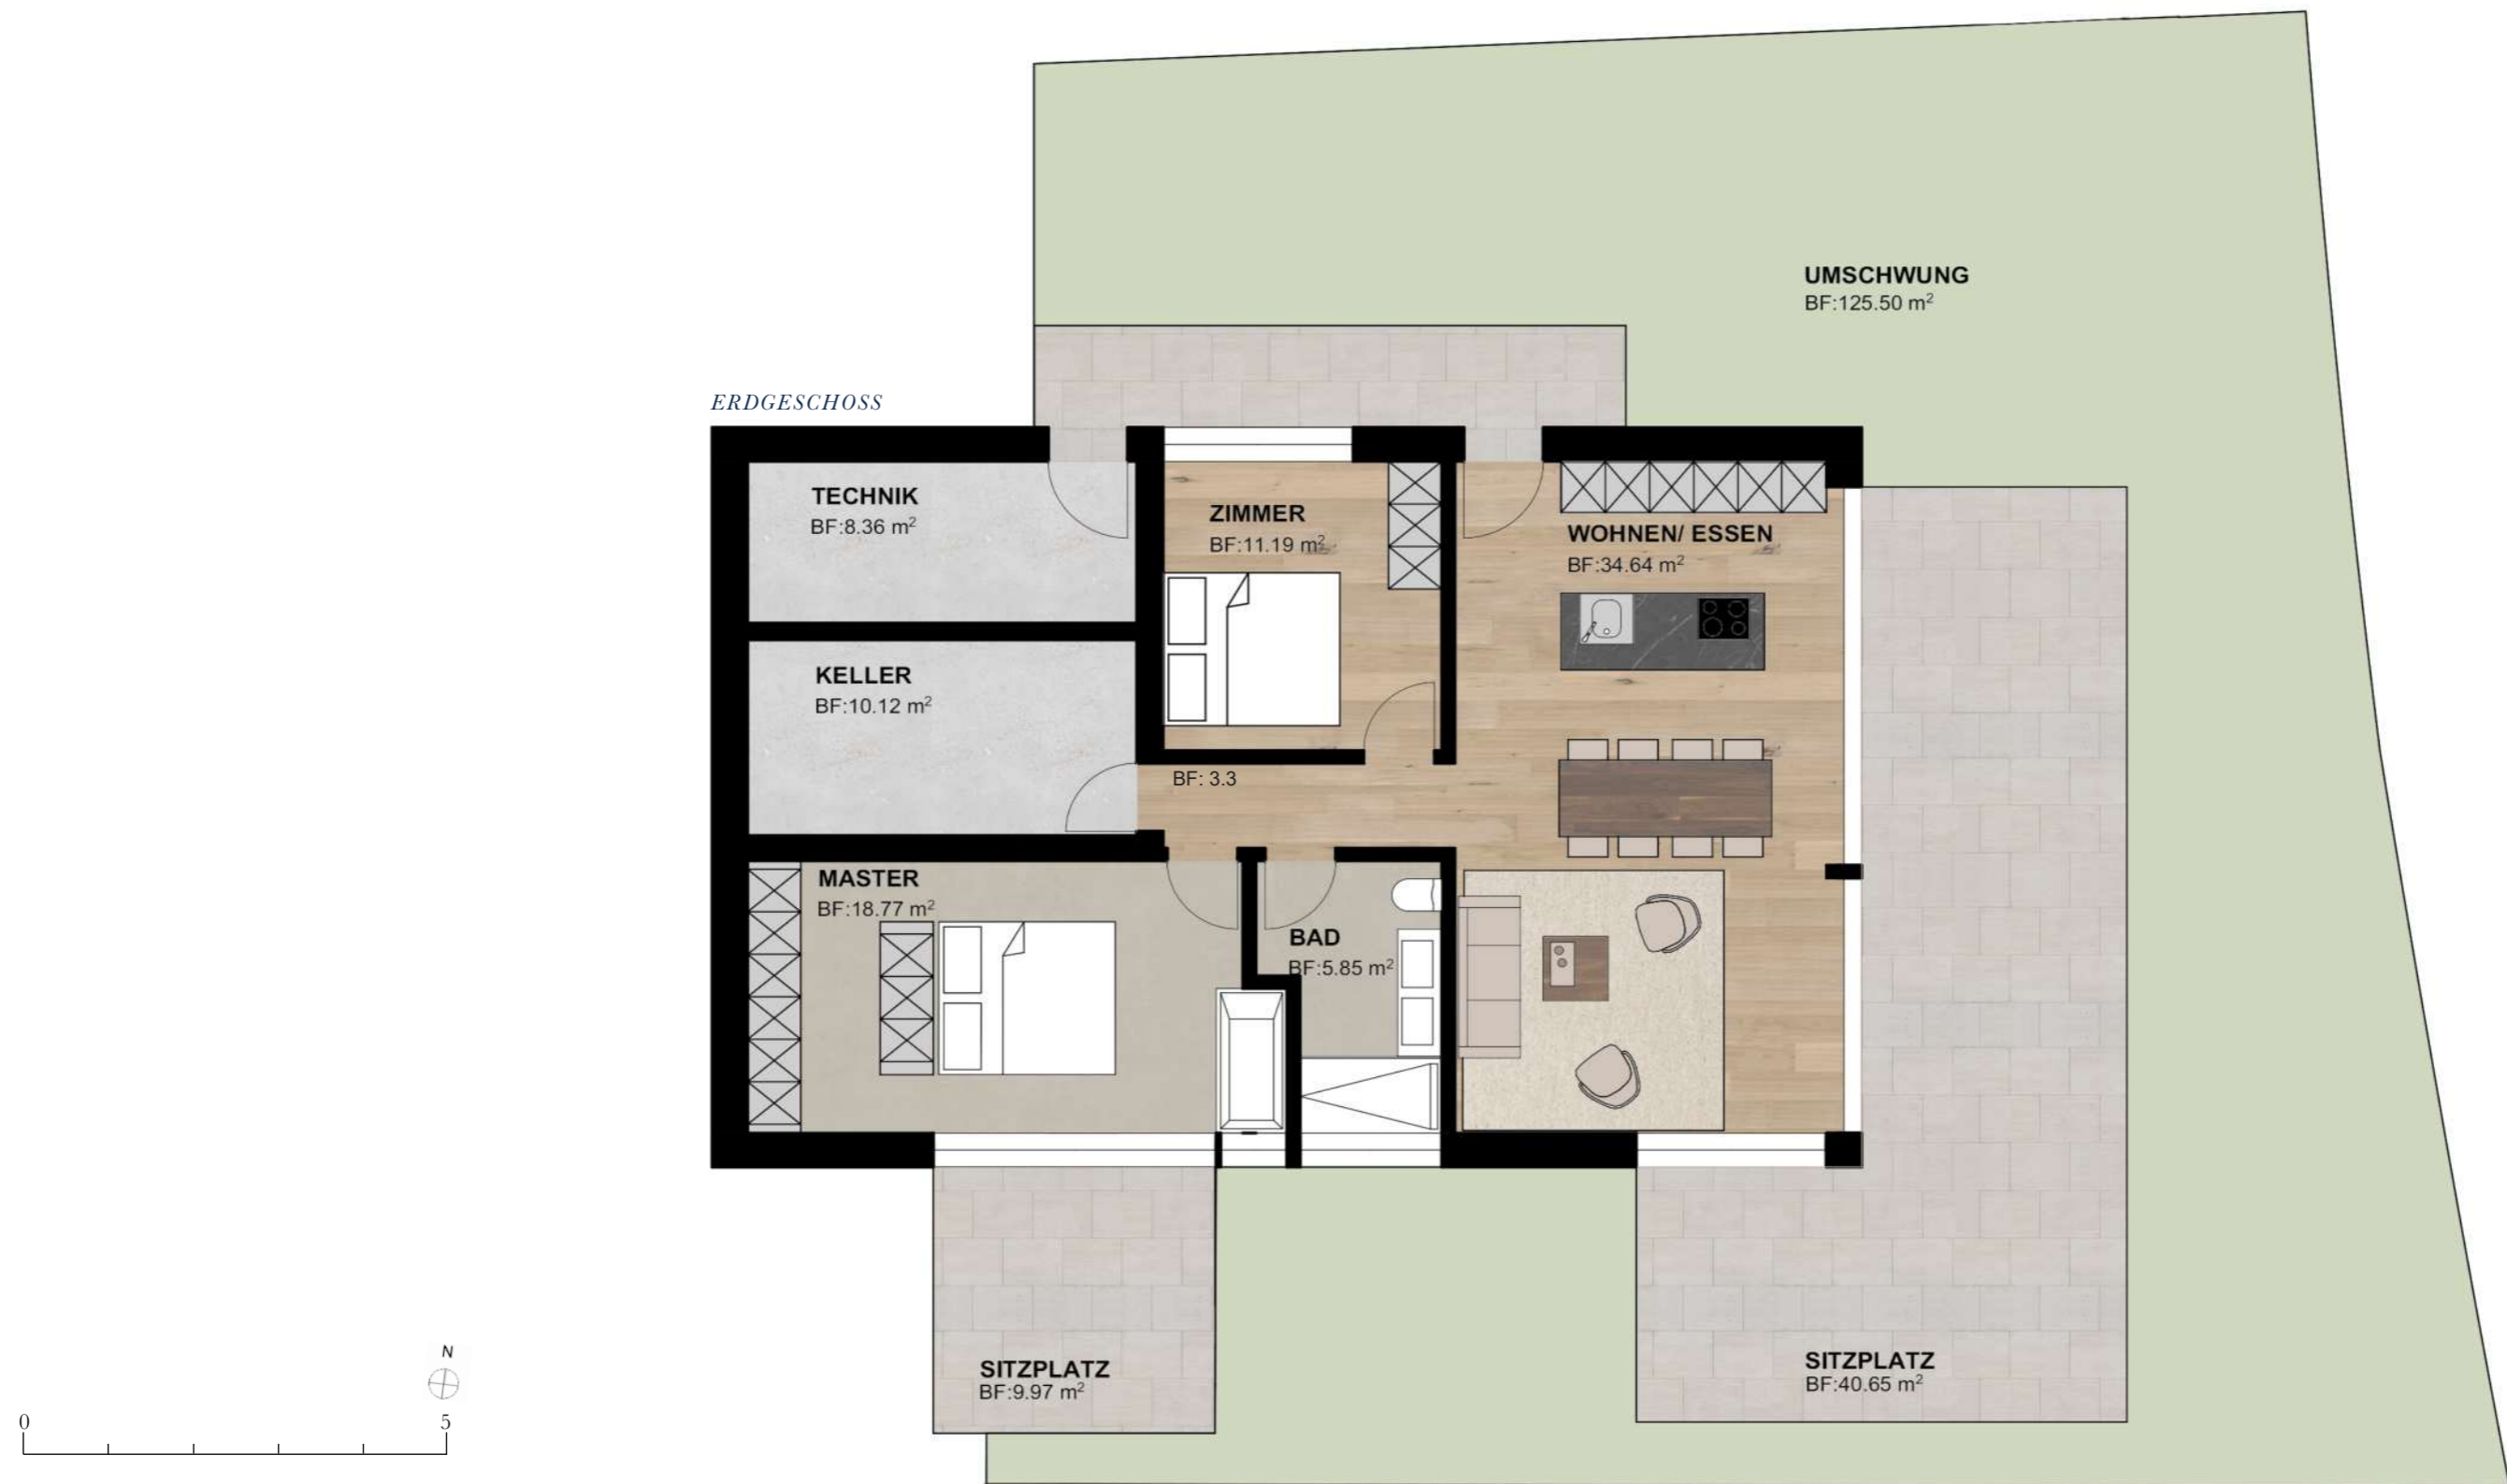 UMSCHWUNG
BF:125.50 m²
ERDGESCHOSS
TECHNIK
BF:8.36 m²
ZIMMER
BF:11.19 m²
WOHNEN/ ESSEN
BF:34.64 m²
KELLER
BF:10.12 m²
BF: 3.3
MASTER
BF:18.77 m²
BAD
BF:5.85 m²
SITZPLATZ
BF:9.97 m²
SITZPLATZ
BF:40.65 m²
N
0 5